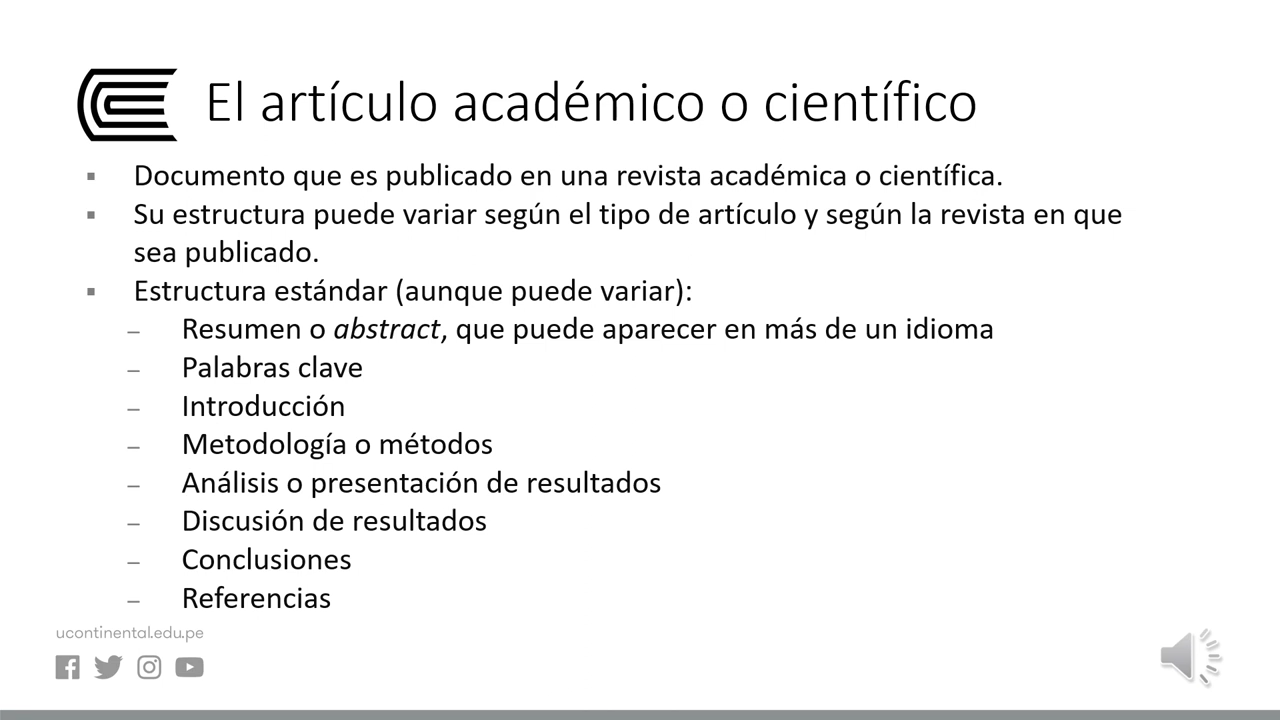 El artículo académico o científico
▪ Documento que es publicado en una revista académica o científica.
▪ Su estructura puede variar según el tipo de artículo y según la revista en que
sea publicado.
▪ Estructura estándar (aunque puede variar):
– Resumen o abstract, que puede aparecer en más de un idioma
– Palabras clave
– Introducción
– Metodología o métodos
– Análisis o presentación de resultados
– Discusión de resultados
– Conclusiones
– Referencias
ucontinental.edu.pe